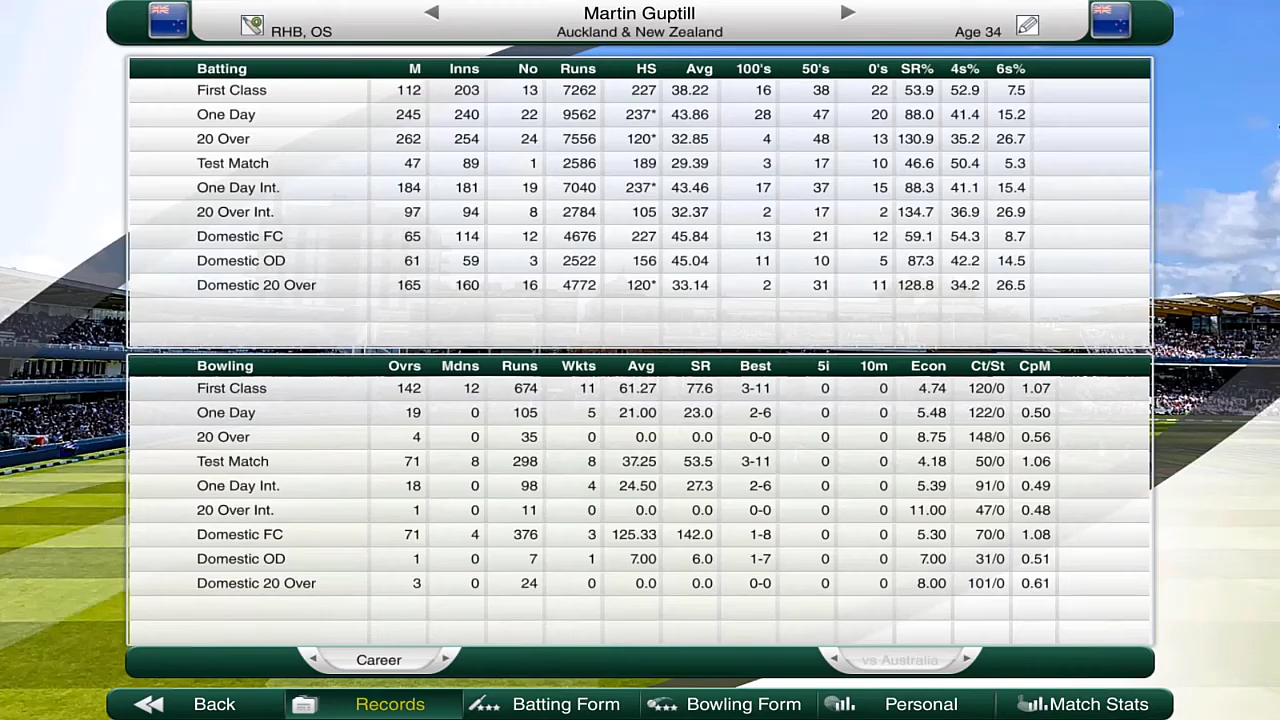 Martin Guptill
RHB, OS
Auckland & New Zealand
Age 34
Batting M Inns No Runs HS Avg 100's 50's 0's SR% 4s% 6s%
First Class 112 203 13 7262 227 38.22 16 38 22 53.9 52.9 7.5
One Day 245 240 22 9562 237* 43.86 28 47 20 88.0 41.4 15.2
20 Over 262 254 24 7556 120* 32.85 4 48 13 130.9 35.2 26.7
Test Match 47 89 1 2586 189 29.39 3 17 10 46.6 50.4 5.3
One Day Int. 184 181 19 7040 237* 43.46 17 37 15 88.3 41.1 15.4
20 Over Int. 97 94 8 2784 105 32.37 2 17 2 134.7 36.9 26.9
Domestic FC 65 114 12 4676 227 45.84 13 21 12 59.1 54.3 8.7
Domestic OD 61 59 3 2522 156 45.04 11 10 5 87.3 42.2 14.5
Domestic 20 Over 165 160 16 4772 120* 33.14 2 31 11 128.8 34.2 26.5
Bowling Ovrs Mdns Runs Wkts Avg SR Best 5i 10m Econ Ct/St CpM
First Class 142 12 674 11 61.27 77.6 3-11 0 0 4.74 120/0 1.07
One Day 19 0 105 5 21.00 23.0 2-6 0 0 5.48 122/0 0.50
20 Over 4 0 35 0 0.0 0.0 0-0 0 0 8.75 148/0 0.56
Test Match 71 8 298 8 37.25 53.5 3-11 0 0 4.18 50/0 1.06
One Day Int. 18 0 98 4 24.50 27.3 2-6 0 0 5.39 91/0 0.49
20 Over Int. 1 0 11 0 0.0 0.0 0-0 0 0 11.00 47/0 0.48
Domestic FC 71 4 376 3 125.33 142.0 1-8 0 0 5.30 70/0 1.08
Domestic OD 1 0 7 1 7.00 6.0 1-7 0 0 7.00 31/0 0.51
Domestic 20 Over 3 0 24 0 0.0 0.0 0-0 0 0 8.00 101/0 0.61
Career vs Australia
Back Records Batting Form Bowling Form Personal Match Stats